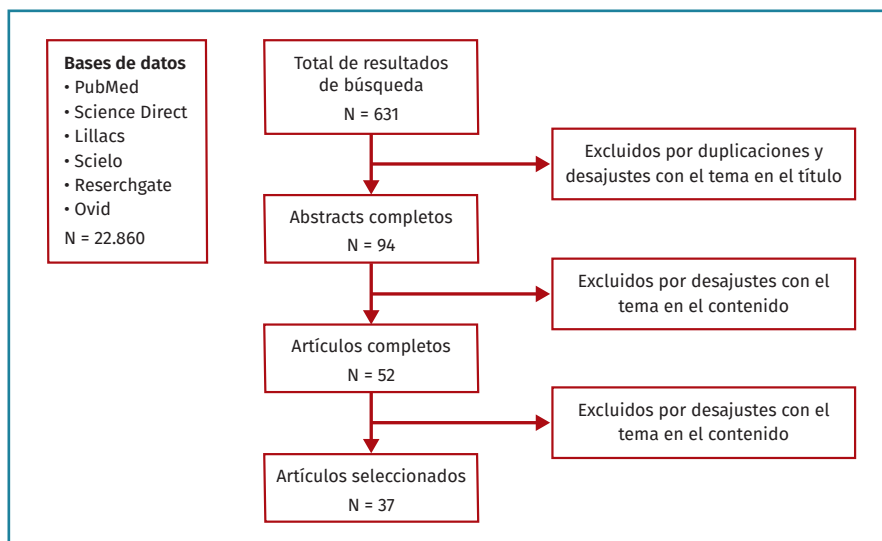 Bases de datos
• PubMed
• Science Direct
• Lillacs
• Scielo
• Reserchgate
• Ovid
N = 22.860
Total de resultados
de búsqueda
N = 631
Excluidos por duplicaciones y
desajustes con el tema en el título
Abstracts completos
N = 94
Excluidos por desajustes con el
tema en el contenido
Artículos completos
N = 52
Excluidos por desajustes con el
tema en el contenido
Artículos seleccionados
N = 37